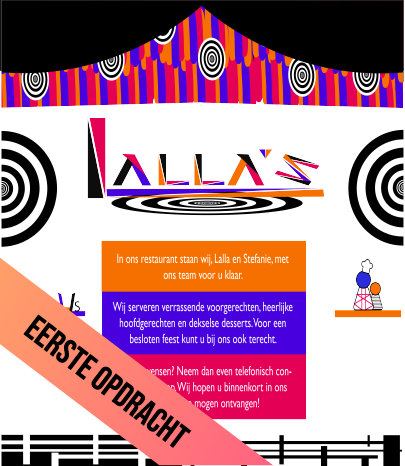 LALLA'S
In ons restaurant staan wij, Lalla en Stefanie, met
ons team voor u klaar.
Wij serveren verrassende voorgerechten, heerlijke
hoofdgerechten en dekselse desserts. Voor een
besloten feest kunt u bij ons ook terecht.
wensen? Neem dan even telefonisch con-
op. Wij hopen u binnenkort in ons
mogen ontvangen!
EERSTE OPDRACHT